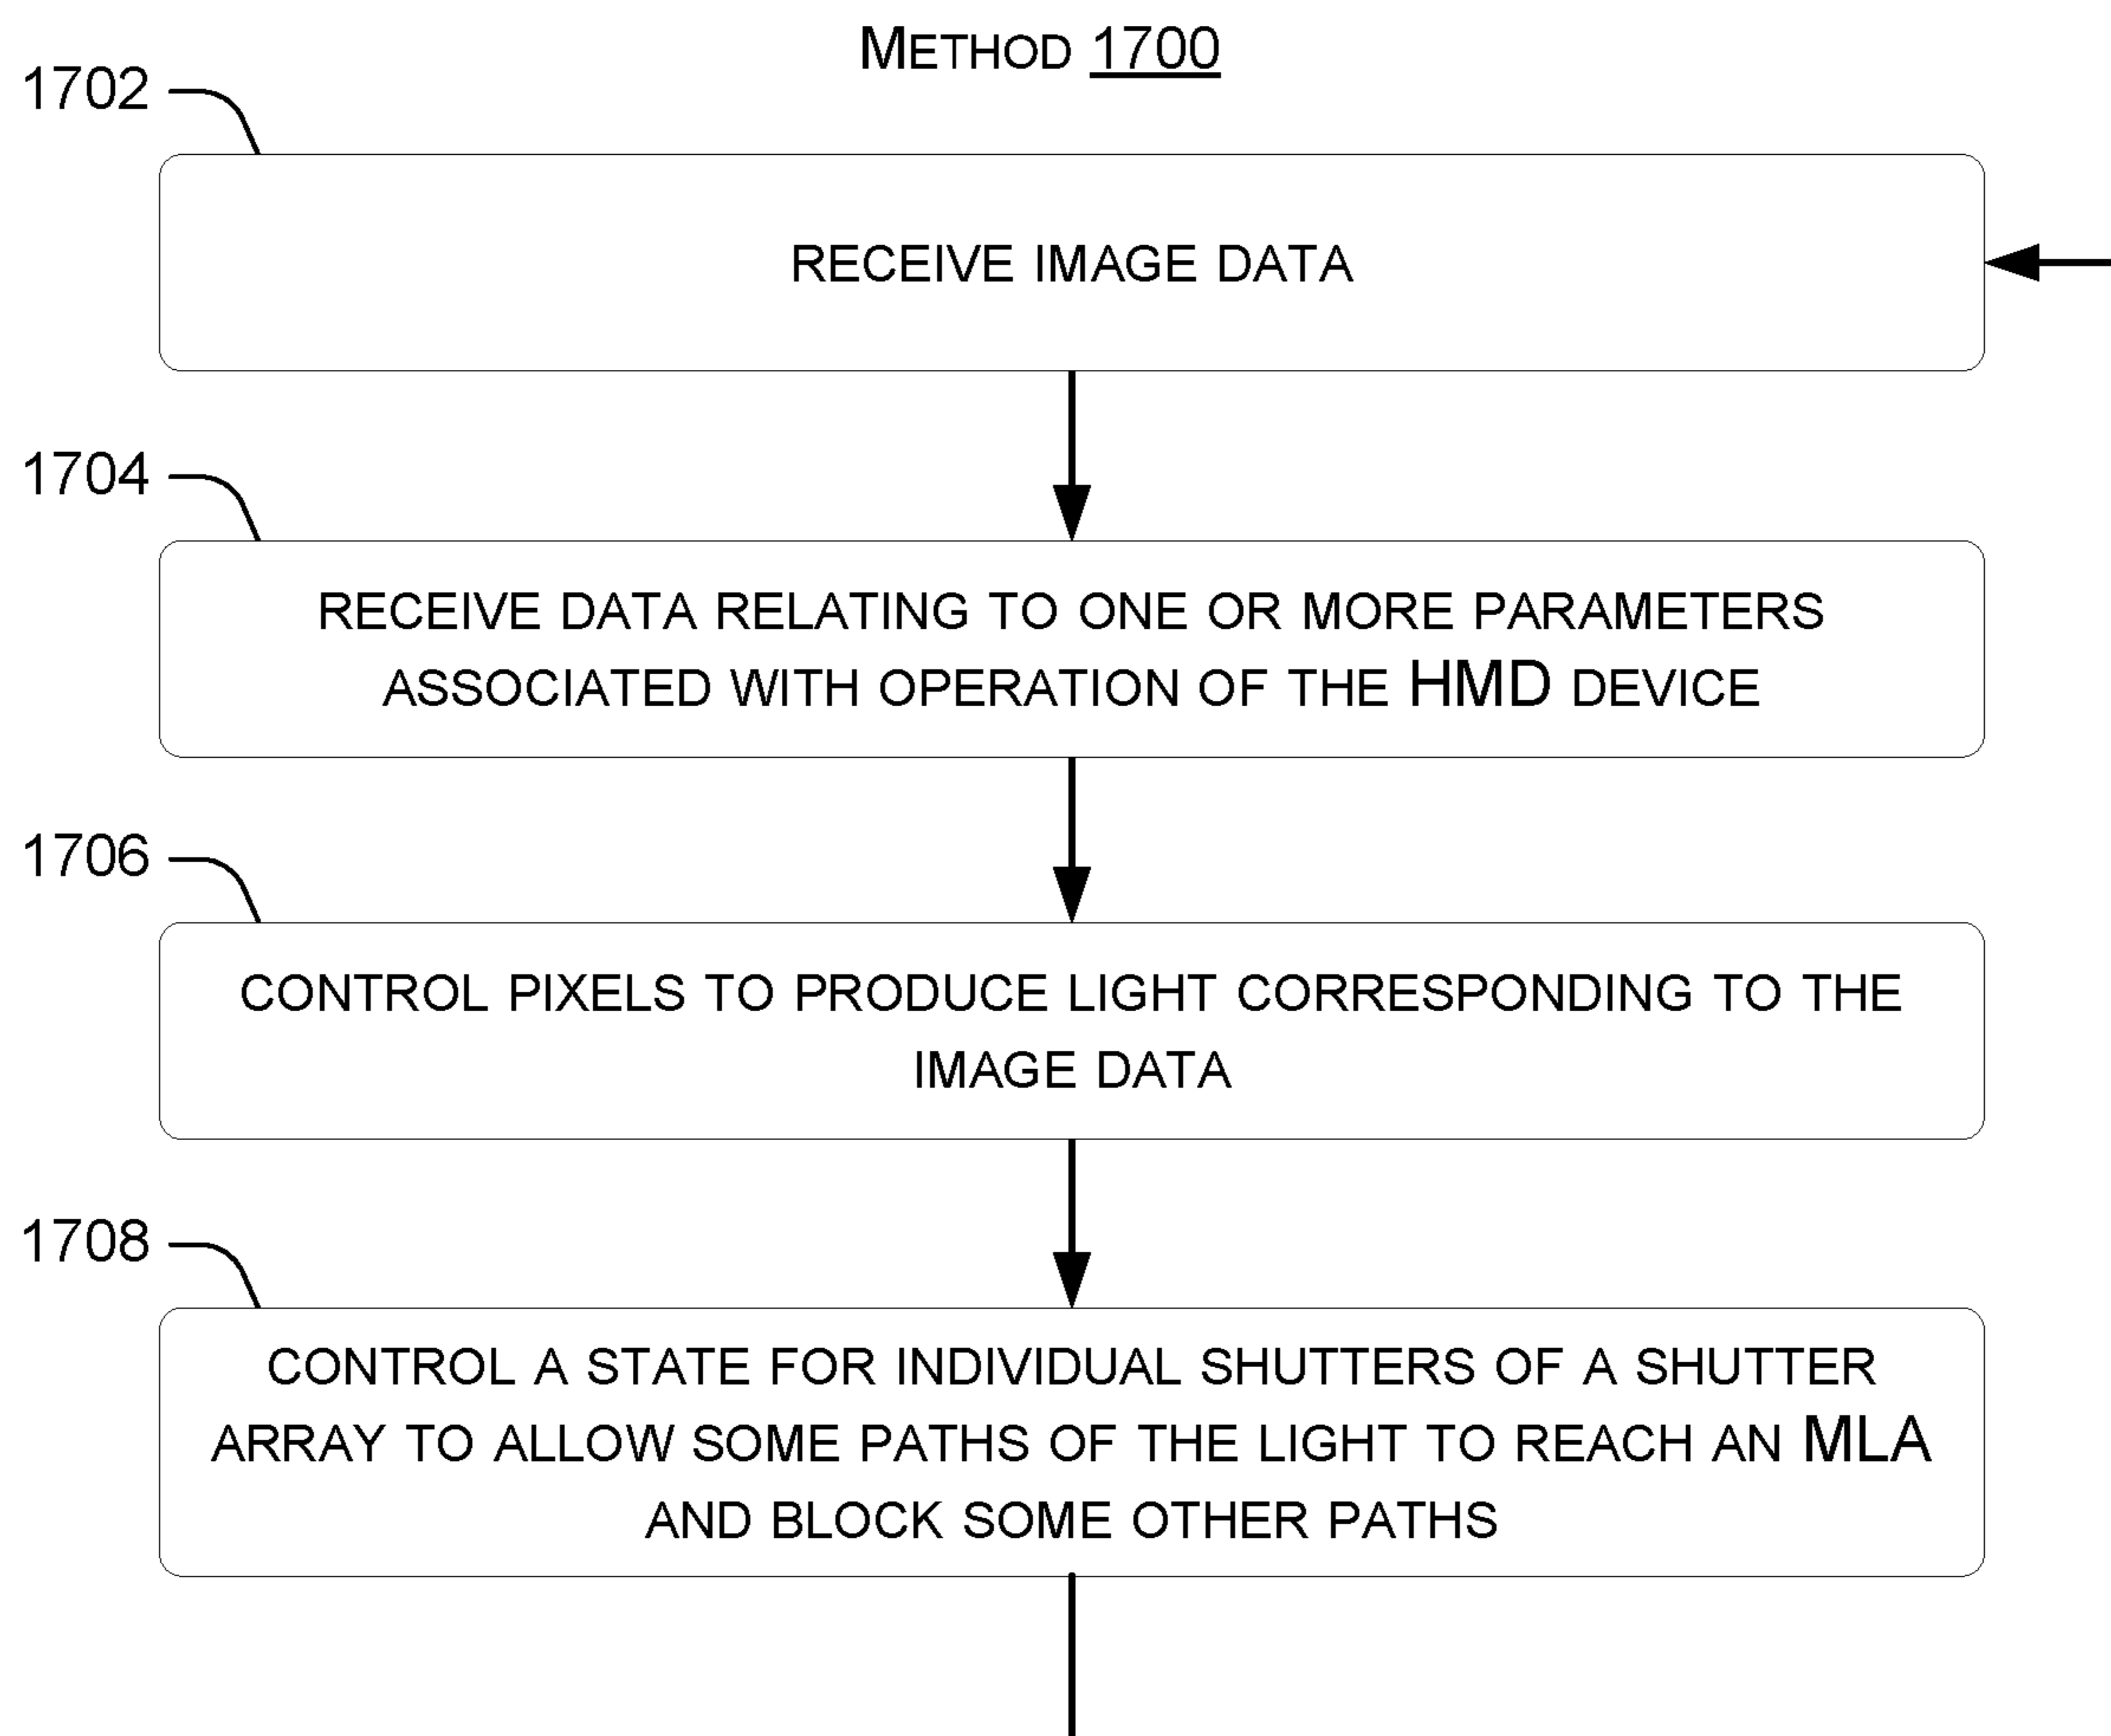 METHOD 1700
1702
RECEIVE IMAGE DATA
1704
RECEIVE DATA RELATING TO ONE OR MORE PARAMETERS
ASSOCIATED WITH OPERATION OF THE HMD DEVICE
1706
CONTROL PIXELS TO PRODUCE LIGHT CORRESPONDING TO THE
IMAGE DATA
1708
CONTROL A STATE FOR INDIVIDUAL SHUTTERS OF A SHUTTER
ARRAY TO ALLOW SOME PATHS OF THE LIGHT TO REACH AN MLA
AND BLOCK SOME OTHER PATHS